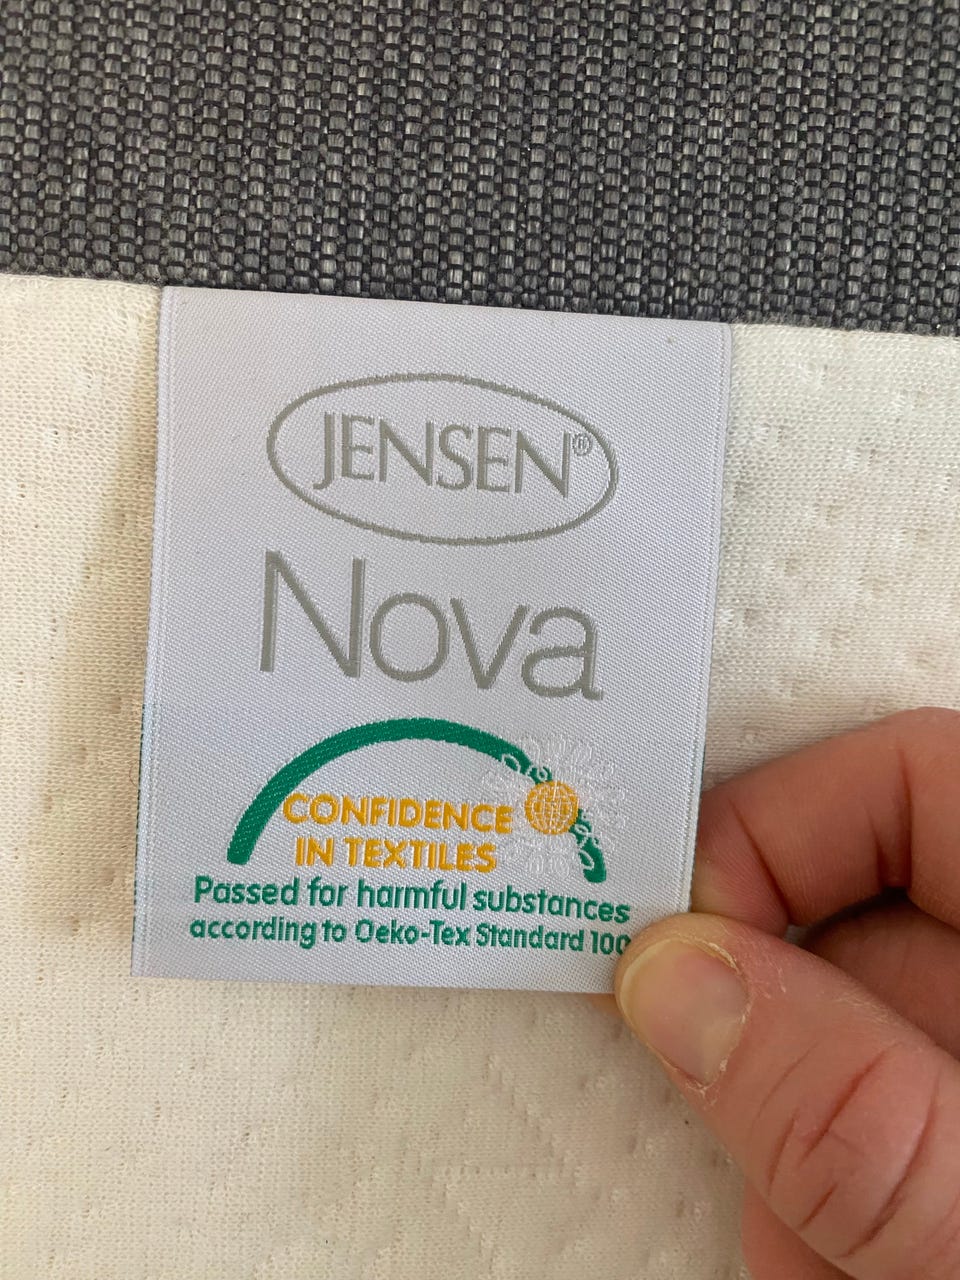 JENSEN®
Nova
CONFIDENCE
IN TEXTILES
Passed for harmful substances
according to Oeko-Tex Standard 100